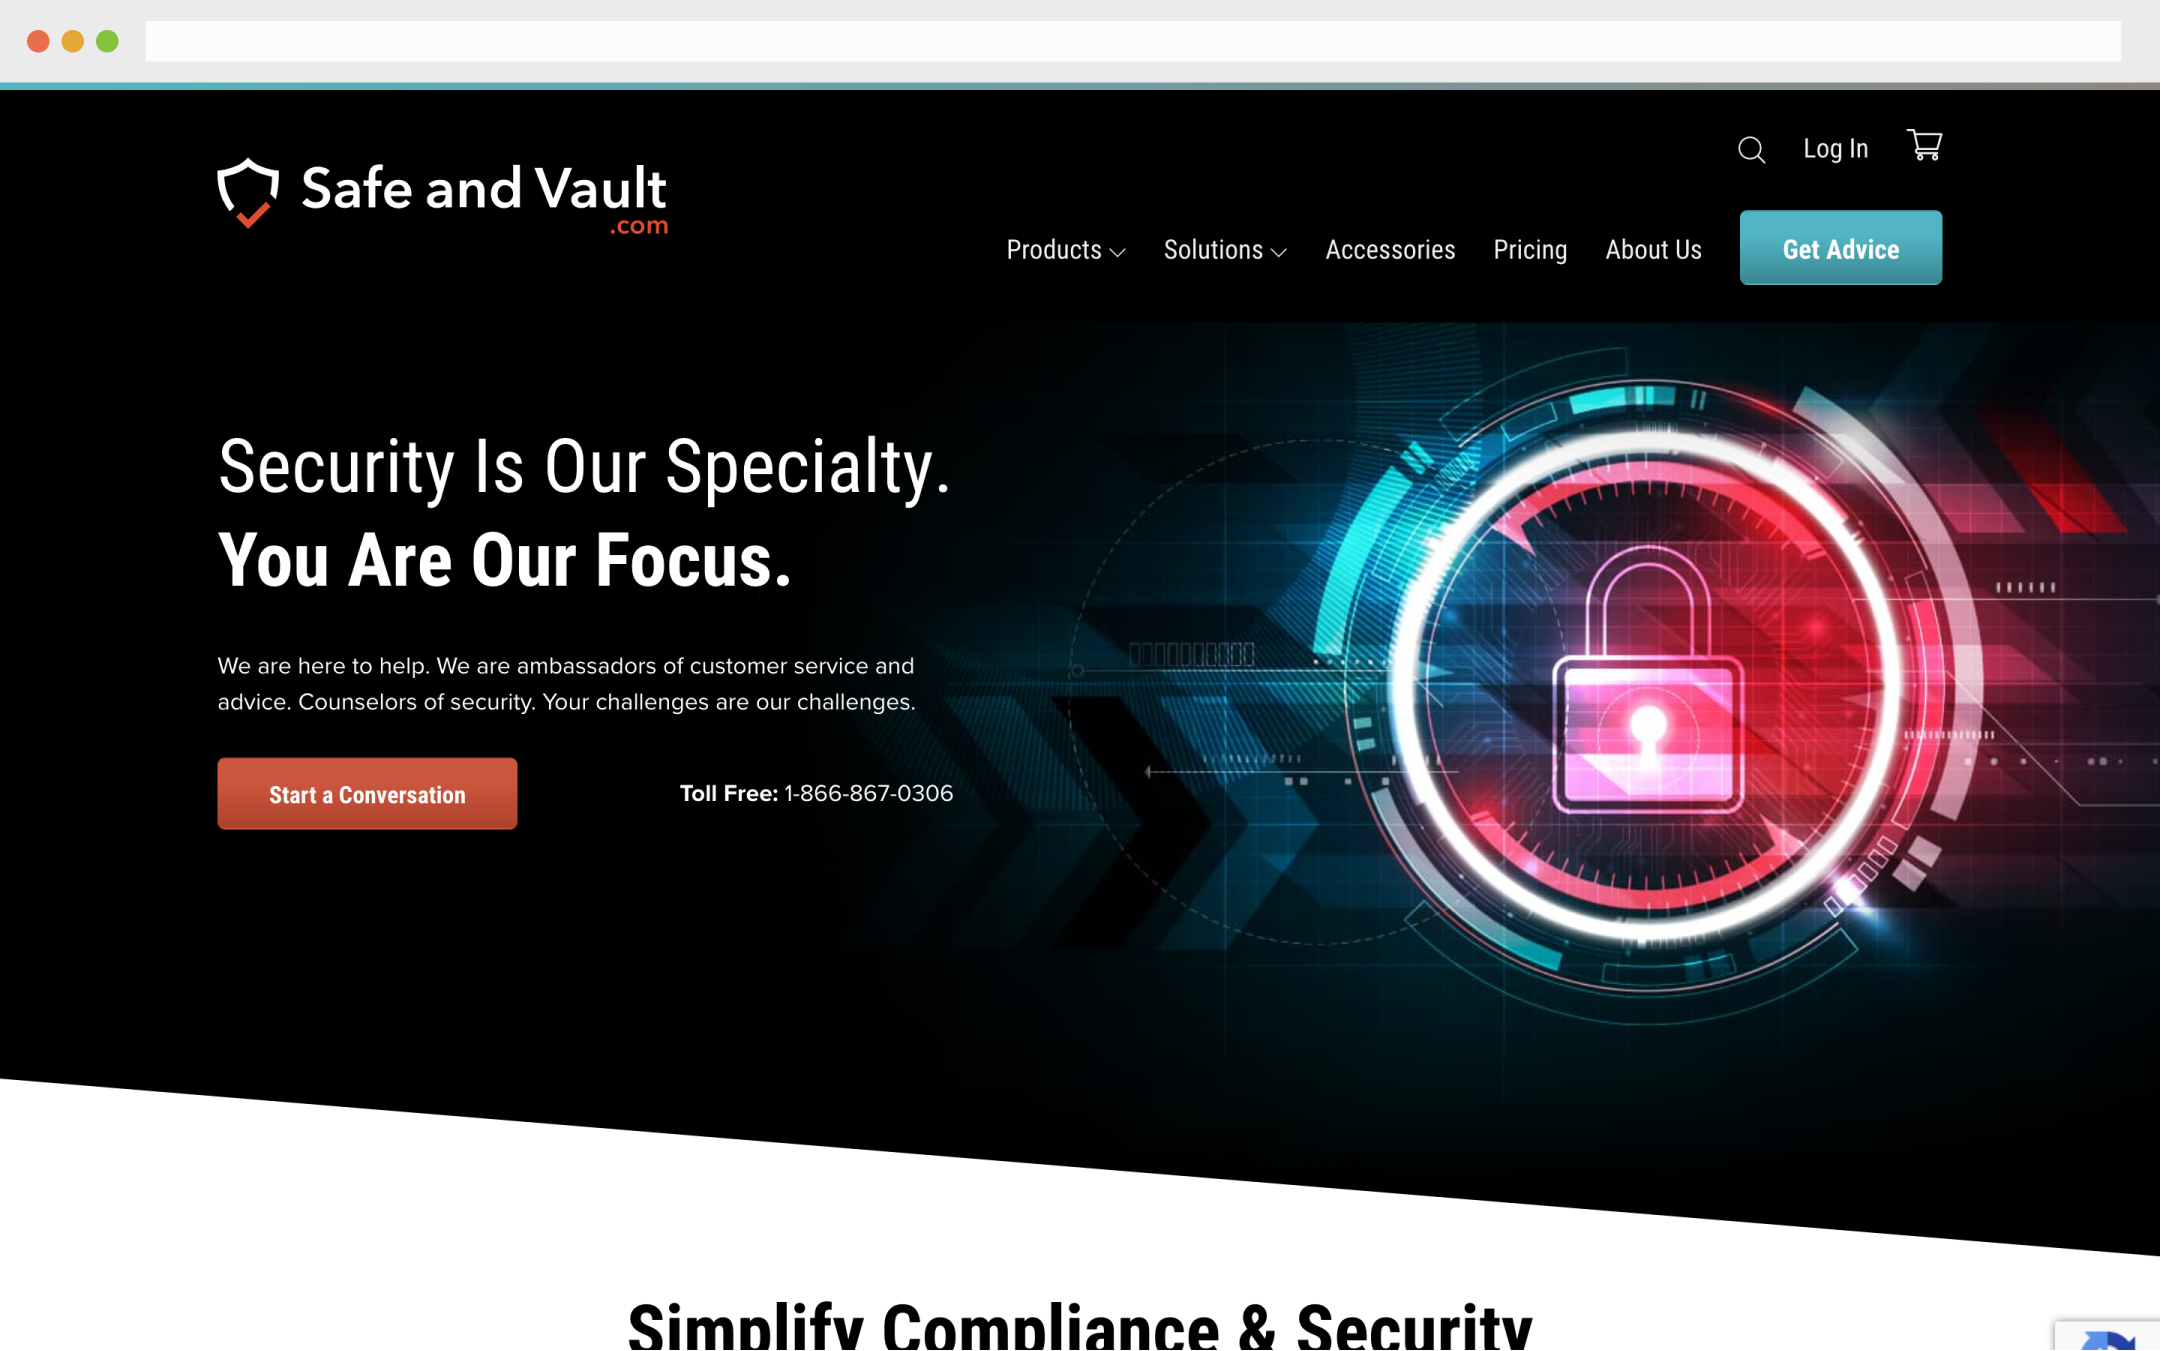 Log In
Safe and Vault
.com
Products
Solutions
Accessories
Pricing
About Us
Get Advice
Security Is Our Specialty.
You Are Our Focus.
We are here to help. We are ambassadors of customer service and
advice. Counselors of security. Your challenges are our challenges.
Start a Conversation
Toll Free: 1-866-867-0306
Simplify Compliance & Security